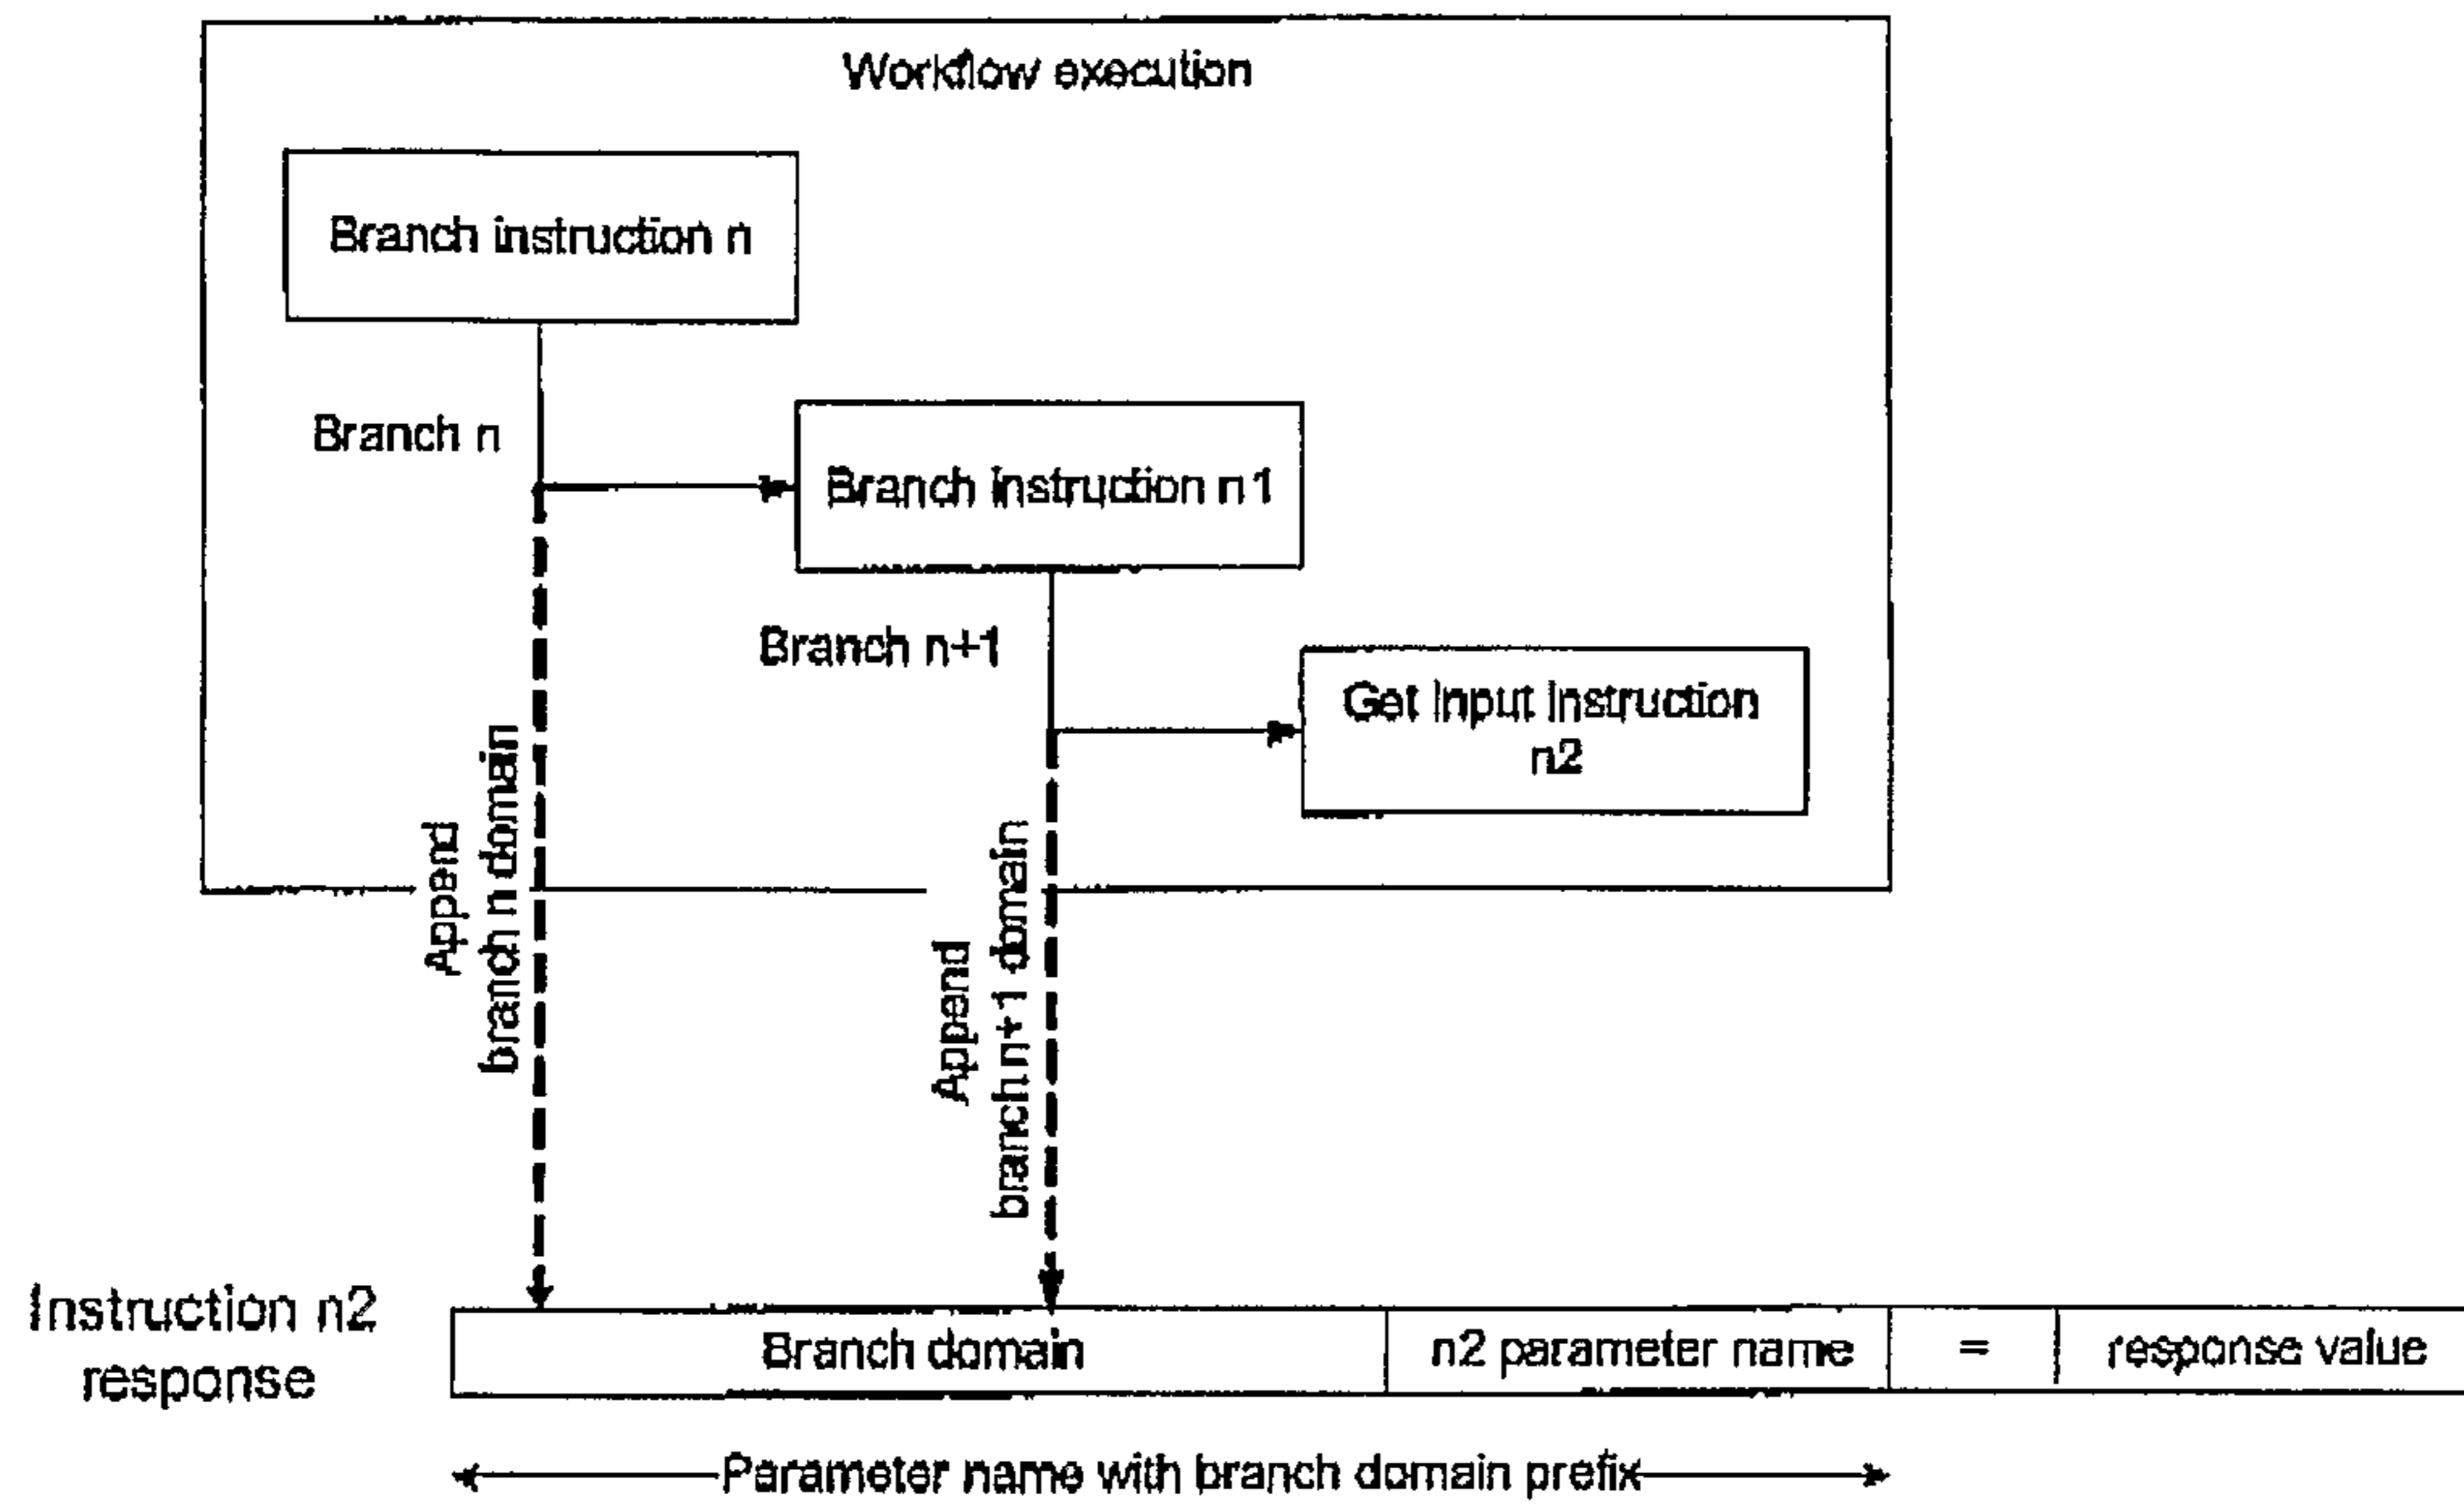 Workflow execution
Branch instruction n
Branch n
Branch instruction n1
Branch n+1
Get Input Instruction
n2
Append
branch n domain
Append
branch n+1 domain
Instruction n2
response
Branch domain
n2 parameter name
=
response value
Parameter name with branch domain prefix